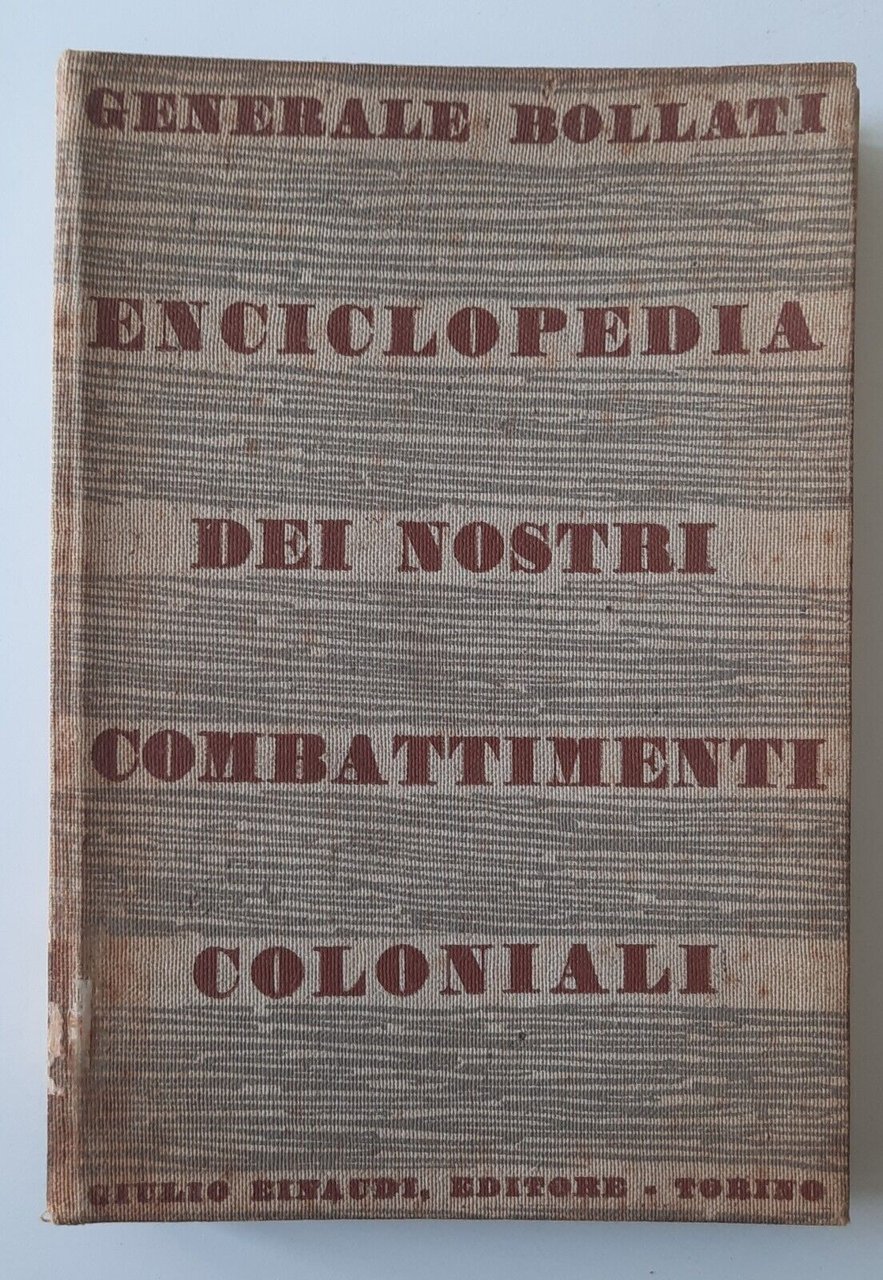 GENERALE BOLLATI
ENCICLOPEDIA
DEI NOSTRI
COMBATTIMENTI
COLONIALI
GIULIO EINAUDI, EDITORE - TORINO